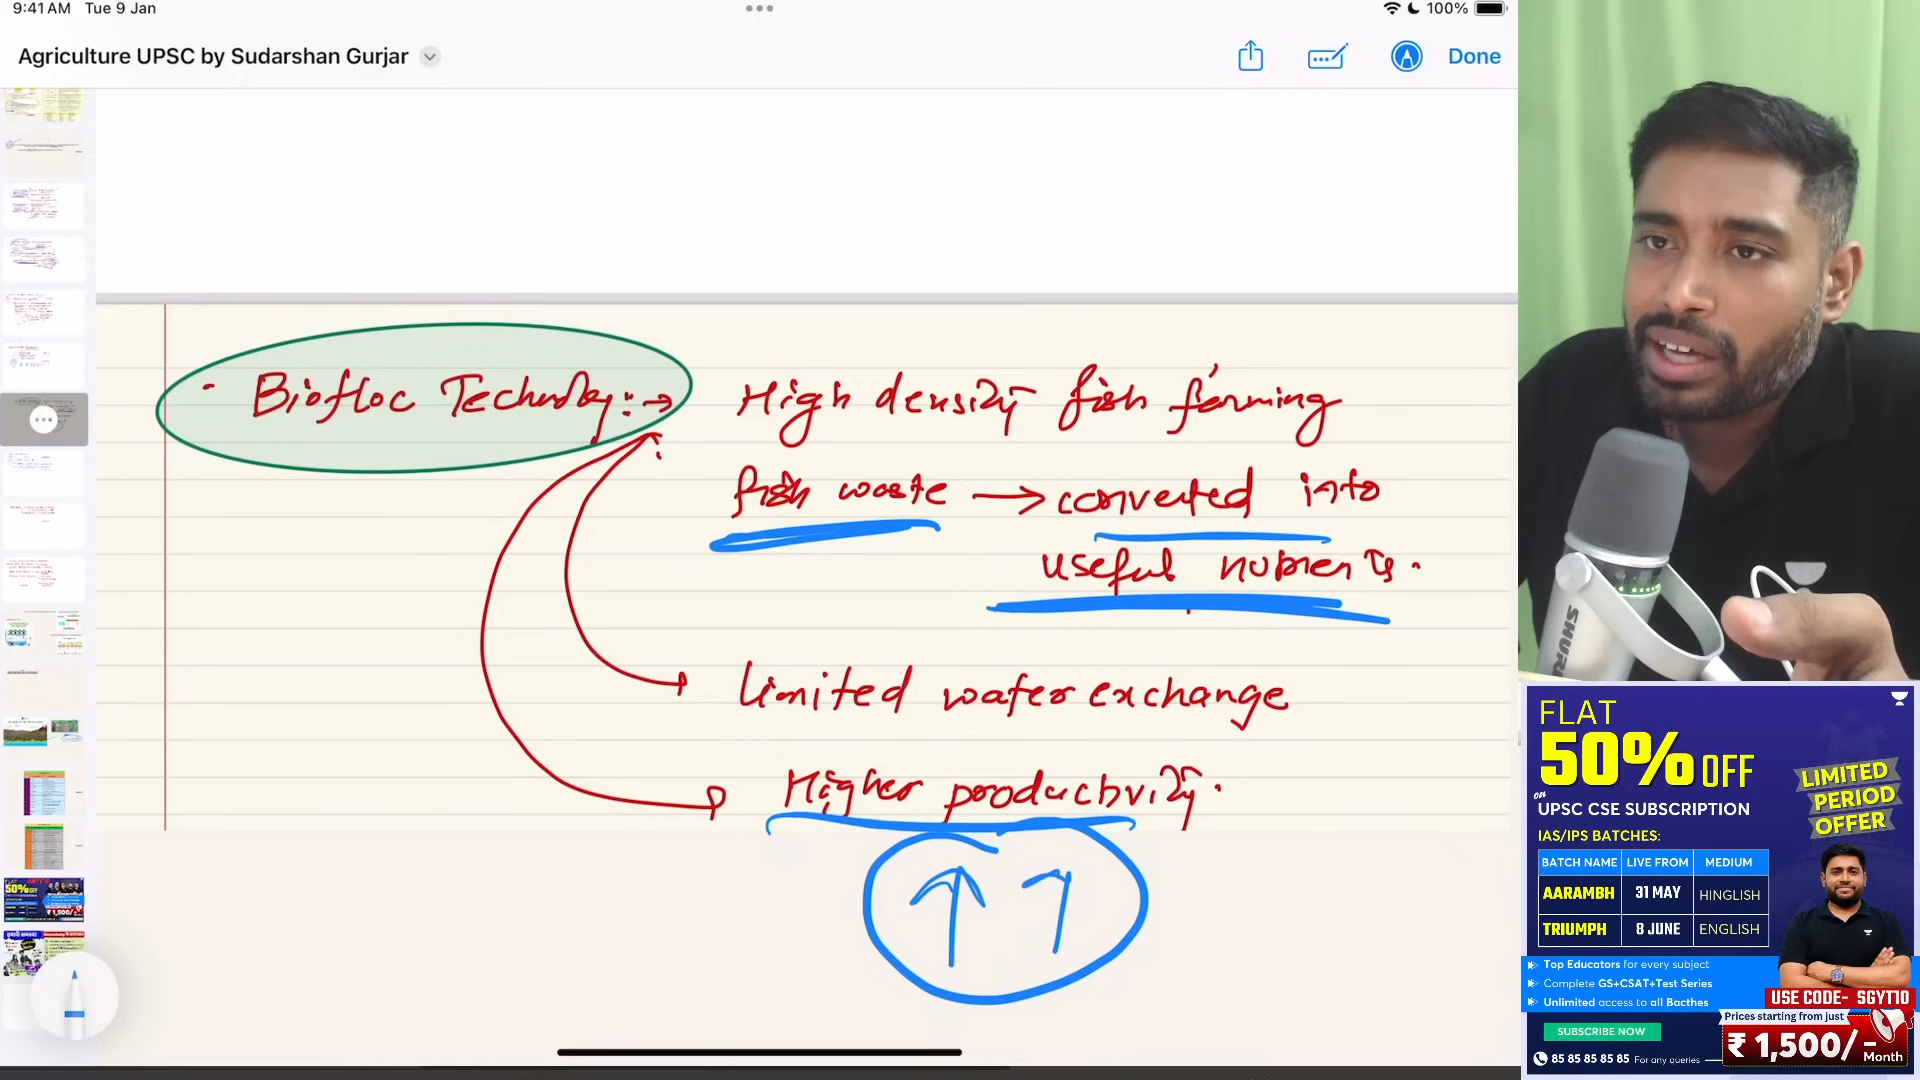 9:41 AM Tue 9 Jan
100%
Agriculture UPSC by Sudarshan Gurjar
Done
Biofloc Technology :→ High density fish farming
fish waste → converted into
useful nutrients.
limited water exchange
Higher productivity.
SHURE
FLAT
50% OFF
on UPSC CSE SUBSCRIPTION
LIMITED
PERIOD
OFFER
IAS/IPS BATCHES:
BATCH NAME LIVE FROM MEDIUM
AARAMBH 31 MAY HINGLISH
TRIUMPH 8 JUNE ENGLISH
Top Educators for every subject
Complete GS+CSAT+Test Series
Unlimited access to all Bacthes
USE CODE- SGYT10
SUBSCRIBE NOW
Prices starting from just
₹ 1,500/- Month
85 85 85 85 85 For any queries